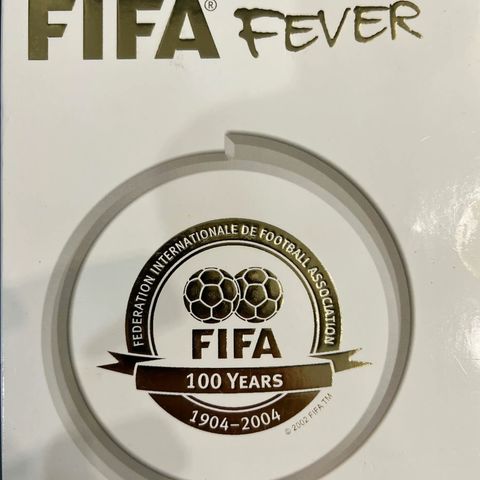 FIFA® FEVER
FEDERATION INTERNATIONALE DE FOOTBALL ASSOCIATION
FIFA
100 YEARS
1904-2004
© 2002 FIFA TM